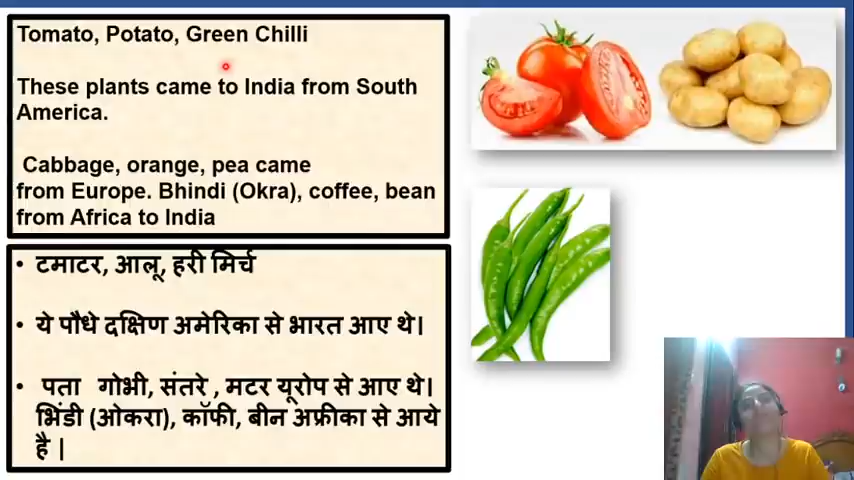 Tomato, Potato, Green Chilli
These plants came to India from South
America.
Cabbage, orange, pea came
from Europe. Bhindi (Okra), coffee, bean
from Africa to India
• टमाटर, आलू, हरी मिर्च
• ये पौधे दक्षिण अमेरिका से भारत आए थे।
• पता गोभी, संतरे , मटर यूरोप से आए थे।
भिंडी (ओकरा), कॉफी, बीन अफ्रीका से आये
है |